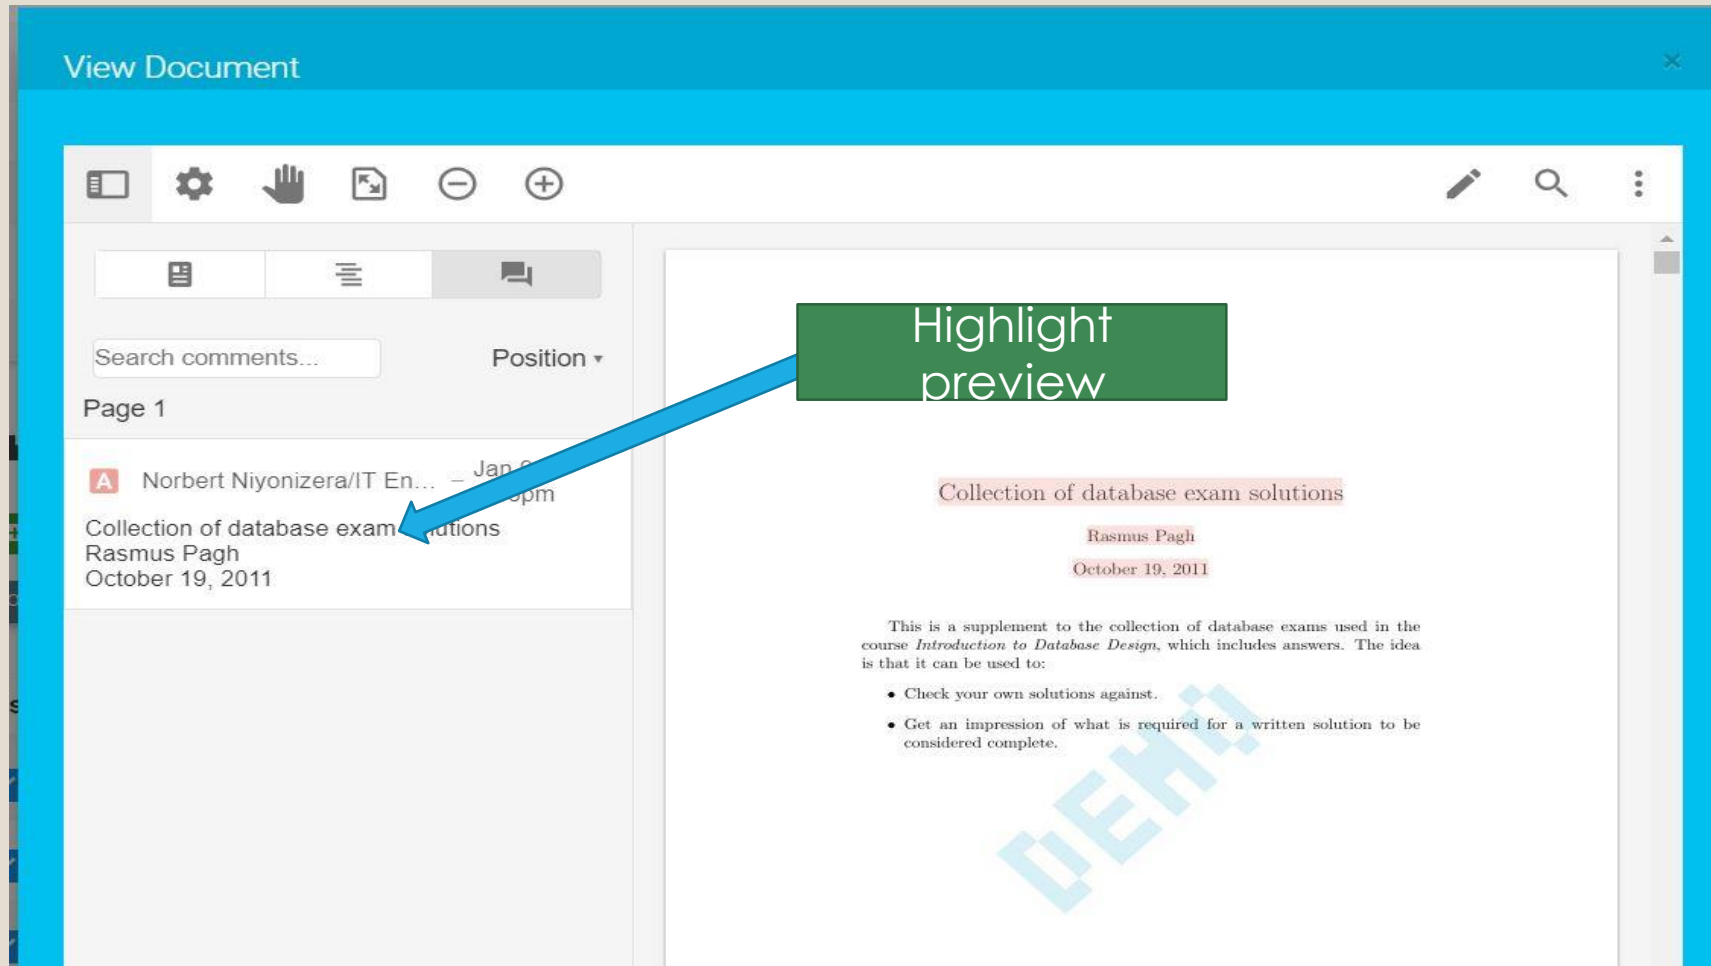 View Document
Search comments...
Position
Page 1
Highlight
preview
A Norbert Niyonizera/IT En... – Jan
pm
Collection of database exam
Rasmus Pagh
October 19, 2011
Collection of database exam solutions
Rasmus Pagh
October 19, 2011
This is a supplement to the collection of database exams used in the
course Introduction to Database Design, which includes answers. The idea
is that it can be used to:
• Check your own solutions against.
• Get an impression of what is required for a written solution to be
considered complete.
DEMO